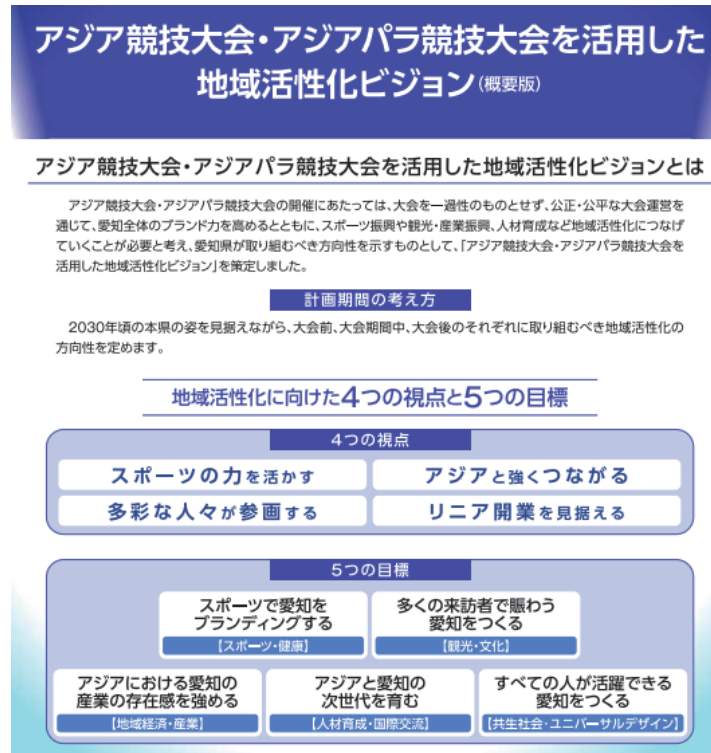 アジア競技大会・アジアパラ競技大会を活用した
地域活性化ビジョン(概要版)
アジア競技大会・アジアパラ競技大会を活用した地域活性化ビジョンとは
アジア競技大会・アジアパラ競技大会の開催にあたっては、大会を一過性のものとせず、公正・公平な大会運営を
通じて、愛知全体のブランド力を高めるとともに、スポーツ振興や観光・産業振興、人材育成など地域活性化につなげ
ていくことが必要と考え、愛知県が取り組むべき方向性を示すものとして、「アジア競技大会・アジアパラ競技大会を
活用した地域活性化ビジョン」を策定しました。
計画期間の考え方
2030年頃の本県の姿を見据えながら、大会前、大会期間中、大会後のそれぞれに取り組むべき地域活性化の
方向性を定めます。
地域活性化に向けた4つの視点と5つの目標
4つの視点
スポーツの力を活かす
アジアと強くつながる
多彩な人々が参画する
リニア開業を見据える
5つの目標
スポーツで愛知を
ブランディングする
【スポーツ・健康】
多くの来訪者で賑わう
愛知をつくる
【観光・文化】
アジアにおける愛知の
産業の存在感を強める
【地域経済・産業】
アジアと愛知の
次世代を育む
【人材育成・国際交流】
すべての人が活躍できる
愛知をつくる
【共生社会・ユニバーサルデザイン】